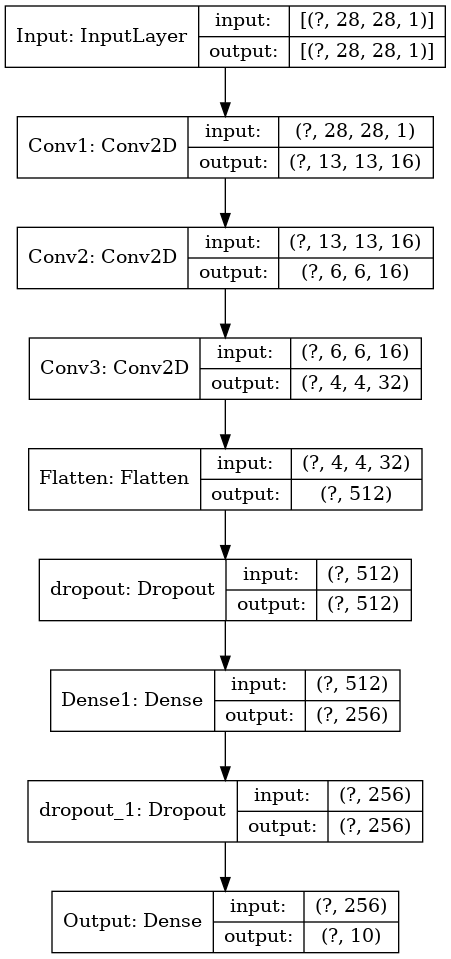 Input: InputLayer
input: [(?, 28, 28, 1)]
output: [(?, 28, 28, 1)]
Conv1: Conv2D
input: (?, 28, 28, 1)
output: (?, 13, 13, 16)
Conv2: Conv2D
input: (?, 13, 13, 16)
output: (?, 6, 6, 16)
Conv3: Conv2D
input: (?, 6, 6, 16)
output: (?, 4, 4, 32)
Flatten: Flatten
input: (?, 4, 4, 32)
output: (?, 512)
dropout: Dropout
input: (?, 512)
output: (?, 512)
Dense1: Dense
input: (?, 512)
output: (?, 256)
dropout_1: Dropout
input: (?, 256)
output: (?, 256)
Output: Dense
input: (?, 256)
output: (?, 10)